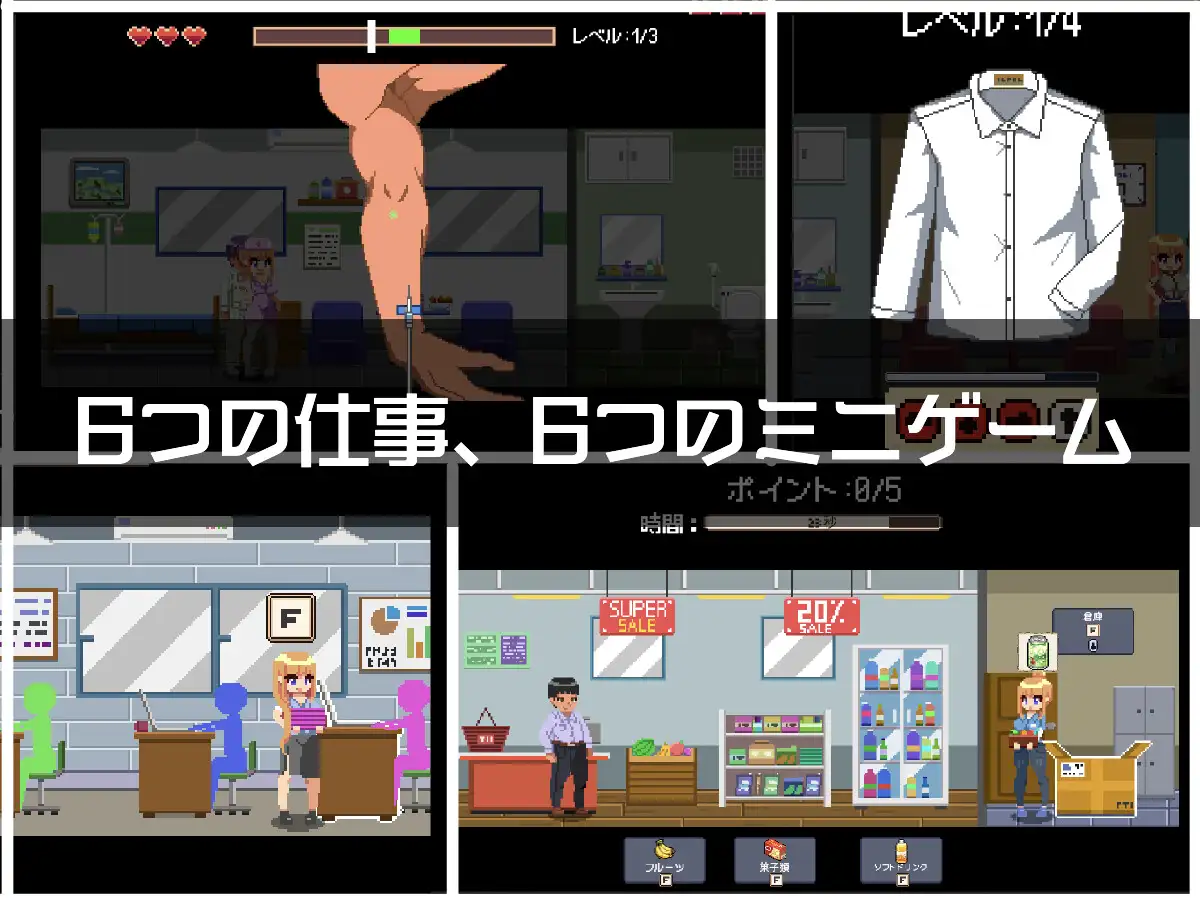 レベル:1/3
レベル:1/4
6つの仕事、6つのミニゲーム
ポイント:0/5
時間:
F
SUPER
SALE
20%
SALE
倉庫
F
フルーツ
F
菓子類
F
ソフトドリンク
F